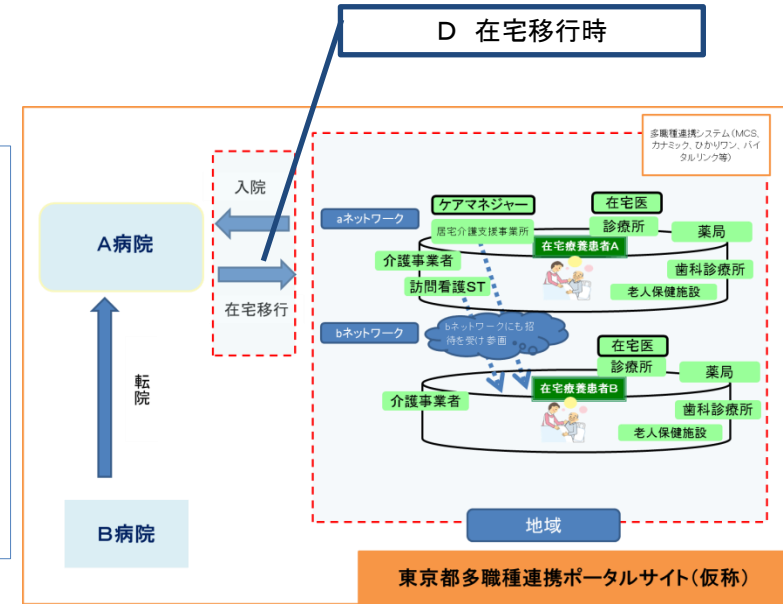 D 在宅移行時
多職種連携システム(MCS、
カナミック、ひかりワン、バイ
タルリンク等)
入院
A病院
在宅移行
転院
B病院
aネットワーク
ケアマネジャー
居宅介護支援事業所
在宅医
診療所
薬局
在宅療養患者A
介護事業者
歯科診療所
訪問看護ST
老人保健施設
bネットワーク
bネットワークにも招
待を受け参画
在宅医
診療所
薬局
在宅療養患者B
介護事業者
歯科診療所
老人保健施設
地域
東京都多職種連携ポータルサイト(仮称)